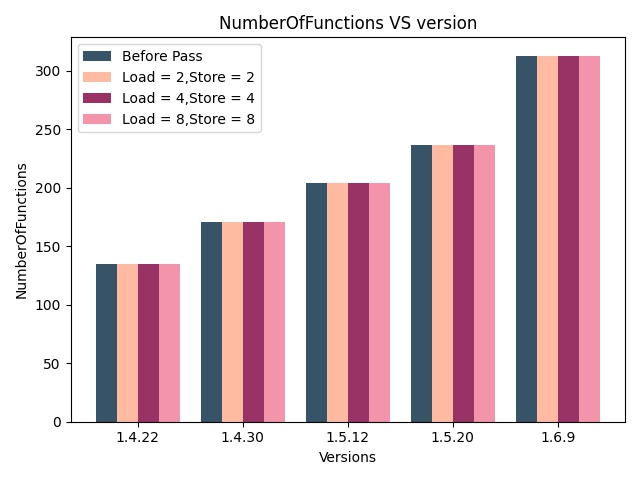 NumberOfFunctions VS version
Before Pass
Load = 2,Store = 2
Load = 4,Store = 4
Load = 8,Store = 8
NumberOfFunctions
300
250
200
150
100
50
0
1.4.22 1.4.30 1.5.12 1.5.20 1.6.9
Versions